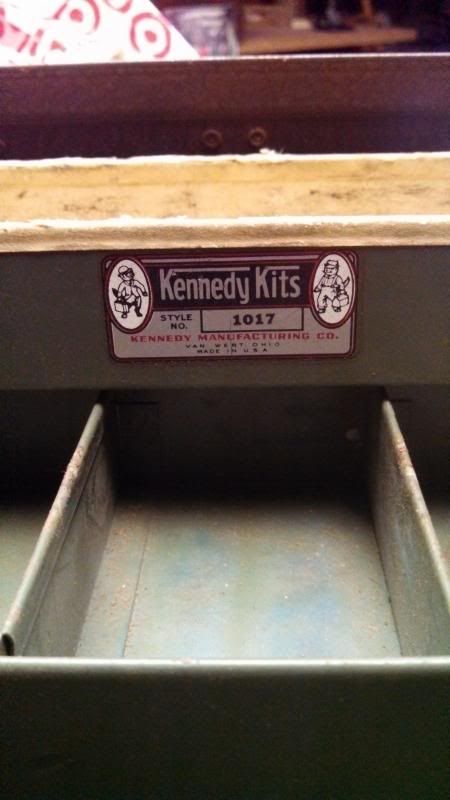 Kennedy Kits
STYLE NO. 1017
KENNEDY MANUFACTURING CO.
VAN WERT, OHIO
MADE IN U.S.A.